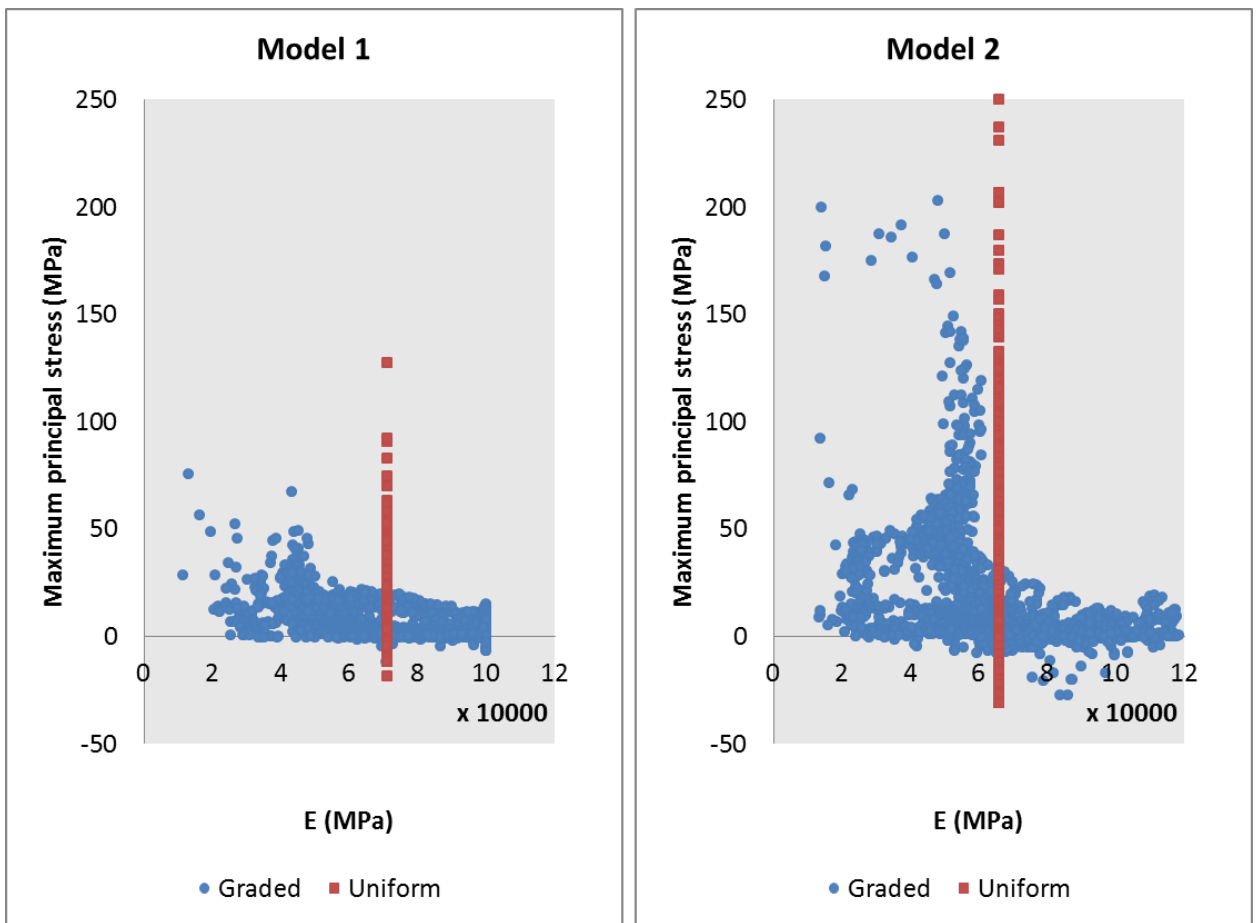 Model 1
Maximum principal stress (MPa)
250
200
150
100
50
0
-50
0 2 4 6 8 10 12
x 10000
E (MPa)
Graded Uniform
Model 2
Maximum principal stress (MPa)
250
200
150
100
50
0
-50
0 2 4 6 8 10 12
x 10000
E (MPa)
Graded Uniform